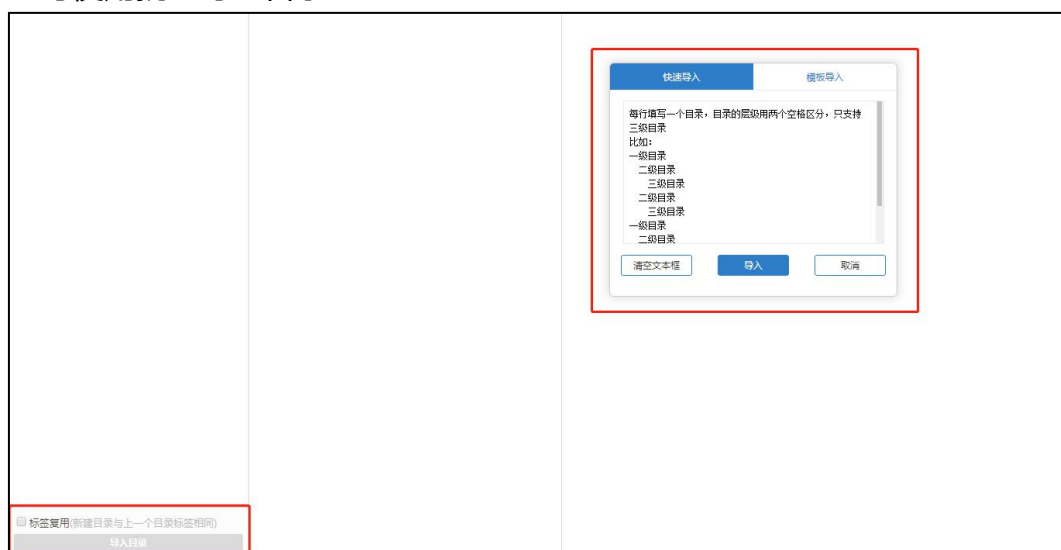 快速导入
模板导入
每行填写一个目录，目录的层级用两个空格区分，只支持
三级目录
比如：
一级目录
二级目录
三级目录
二级目录
三级目录
一级目录
二级目录
清空文本框
导入
取消
标签复用(新建目录与上一个目录标签相同)
导入目录